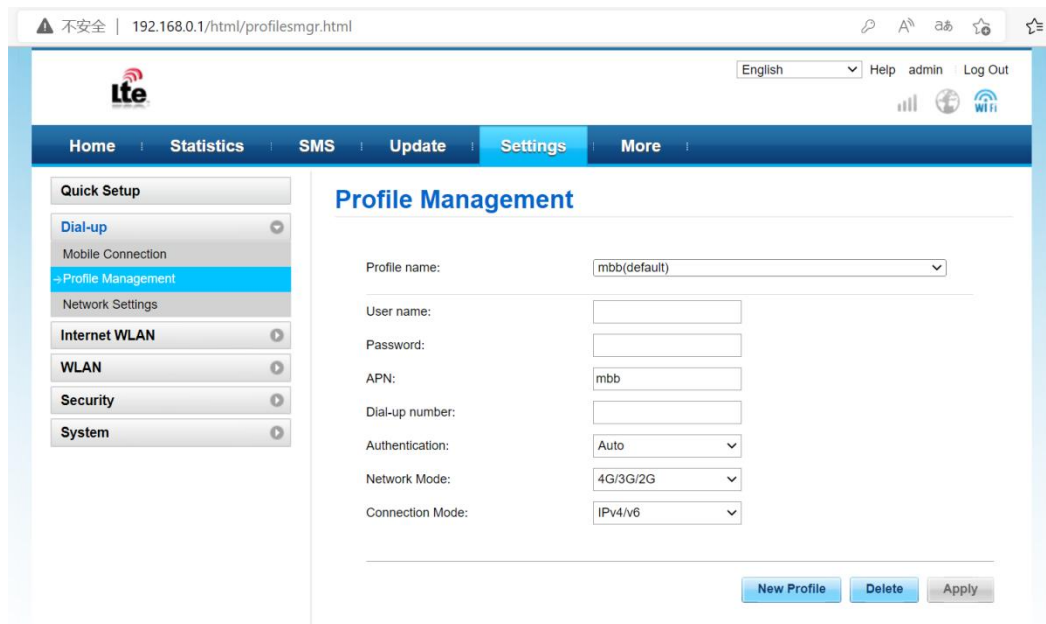 不安全 | 192.168.0.1/html/profilesmgr.html A aあ
Lte English Help admin Log Out
WiFi
Home Statistics SMS Update Settings More
Quick Setup
Profile Management
Dial-up
Mobile Connection
Profile name: mbb(default)
→Profile Management
Network Settings
User name:
Internet WLAN
Password:
WLAN
APN: mbb
Security
Dial-up number:
System
Authentication: Auto
Network Mode: 4G/3G/2G
Connection Mode: IPv4/v6
New Profile Delete Apply